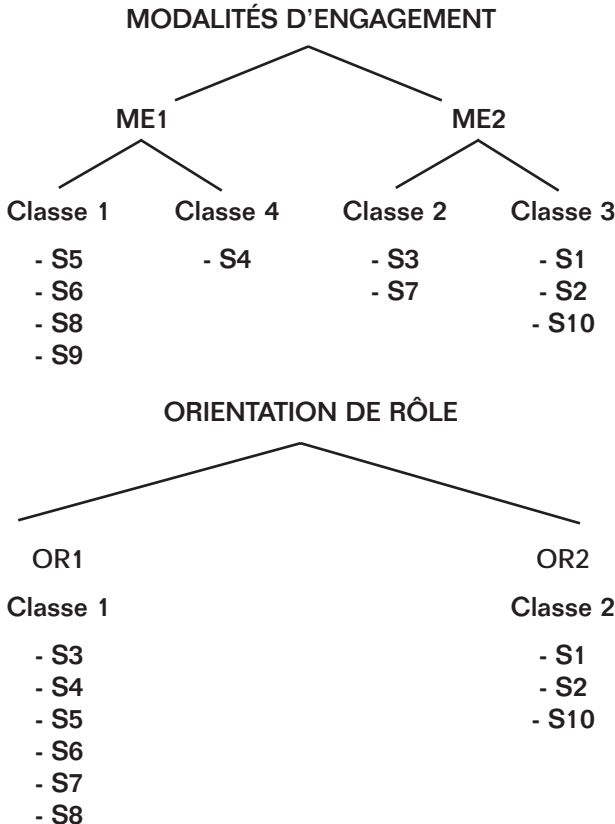 MODALITÉS D'ENGAGEMENT
ME1 ME2
Classe 1 Classe 4 Classe 2 Classe 3
- S5 - S4 - S3 - S1
- S6 - S7 - S2
- S8 - S10
- S9
ORIENTATION DE RÔLE
OR1 OR2
Classe 1 Classe 2
- S3 - S1
- S4 - S2
- S5 - S10
- S6
- S7
- S8